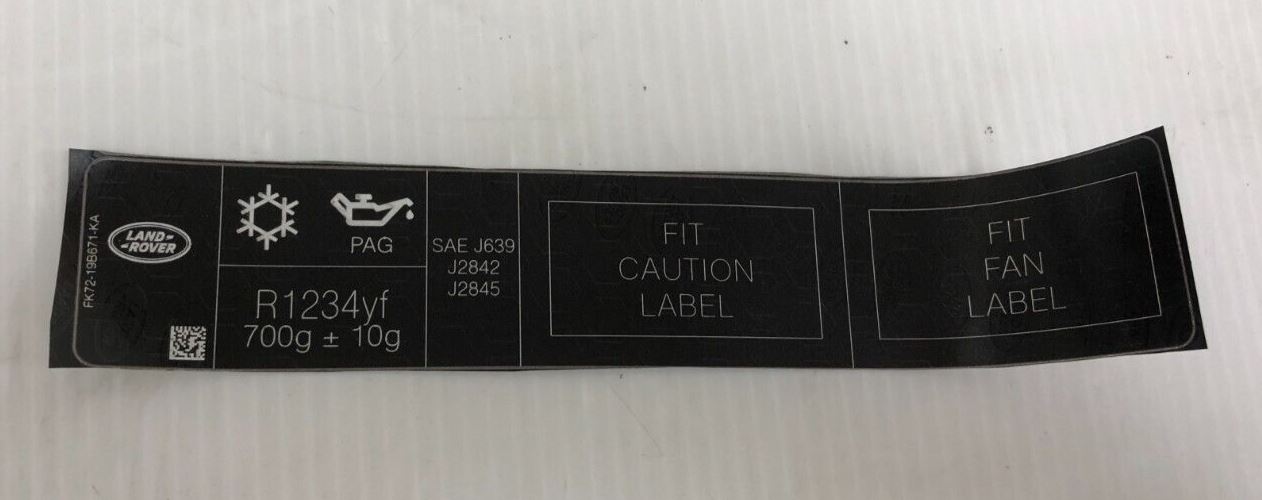 FK72-19B671-KA
LAND-
-ROVER
PAG
R1234yf
700g ± 10g
SAE J639
J2842
J2845
FIT
CAUTION
LABEL
FIT
FAN
LABEL